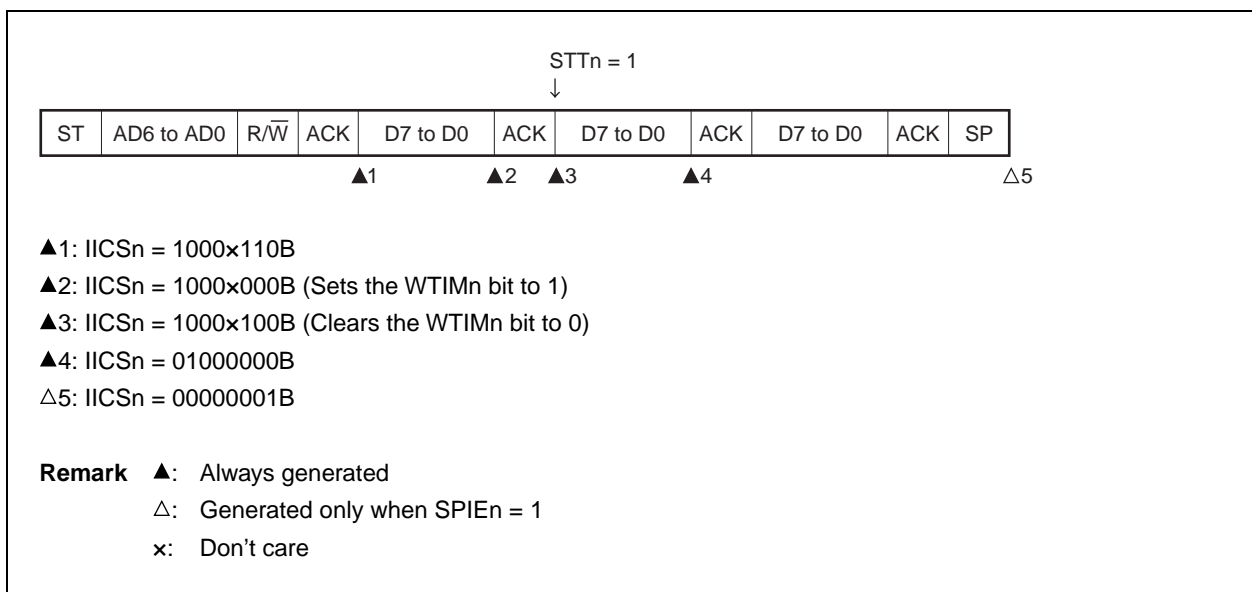 STTn = 1
↓
ST AD6 to AD0 R/W̅ ACK D7 to D0 ACK D7 to D0 ACK D7 to D0 ACK SP
▲1 ▲2 ▲3 ▲4 △5
▲1: IICSn = 1000×110B
▲2: IICSn = 1000×000B (Sets the WTIMn bit to 1)
▲3: IICSn = 1000×100B (Clears the WTIMn bit to 0)
▲4: IICSn = 01000000B
△5: IICSn = 00000001B
Remark ▲: Always generated
△: Generated only when SPIEn = 1
×: Don't care